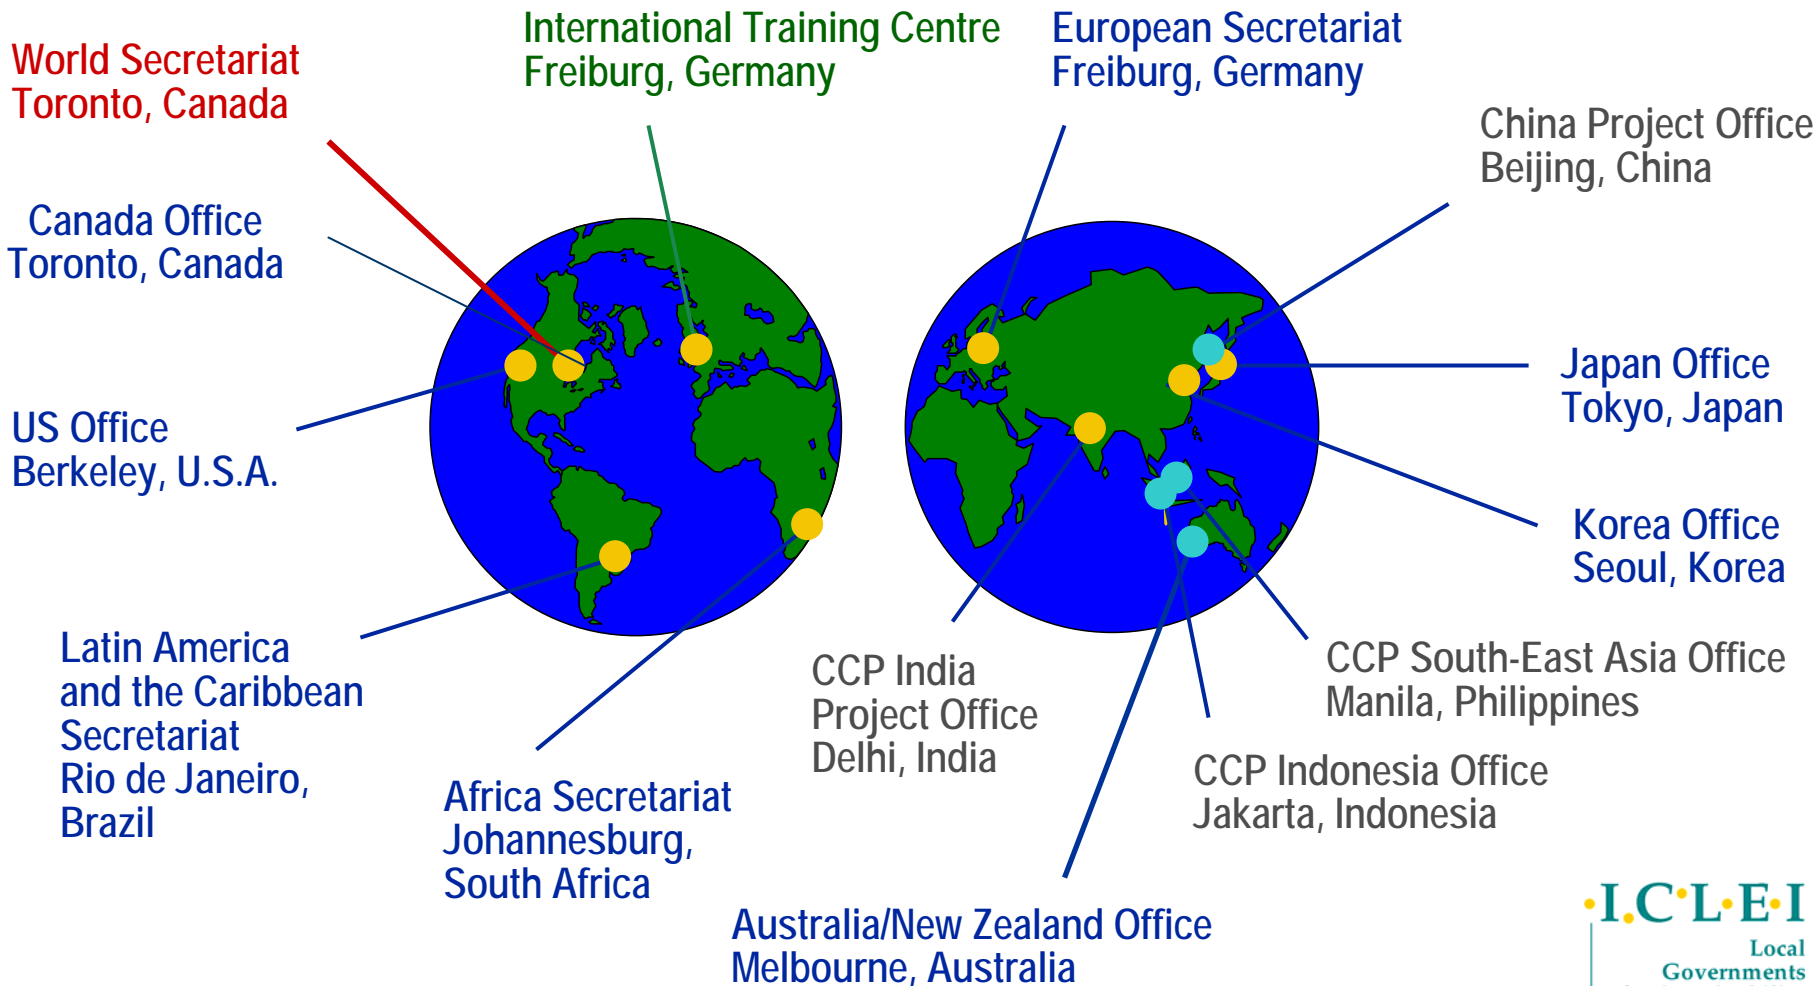 World Secretariat
Toronto, Canada
International Training Centre
Freiburg, Germany
European Secretariat
Freiburg, Germany
China Project Office
Beijing, China
Canada Office
Toronto, Canada
US Office
Berkeley, U.S.A.
Japan Office
Tokyo, Japan
Korea Office
Seoul, Korea
Latin America
and the Caribbean
Secretariat
Rio de Janeiro,
Brazil
Africa Secretariat
Johannesburg,
South Africa
CCP India
Project Office
Delhi, India
CCP South-East Asia Office
Manila, Philippines
CCP Indonesia Office
Jakarta, Indonesia
Australia/New Zealand Office
Melbourne, Australia
·I.C·L·E·I
Local
Governments